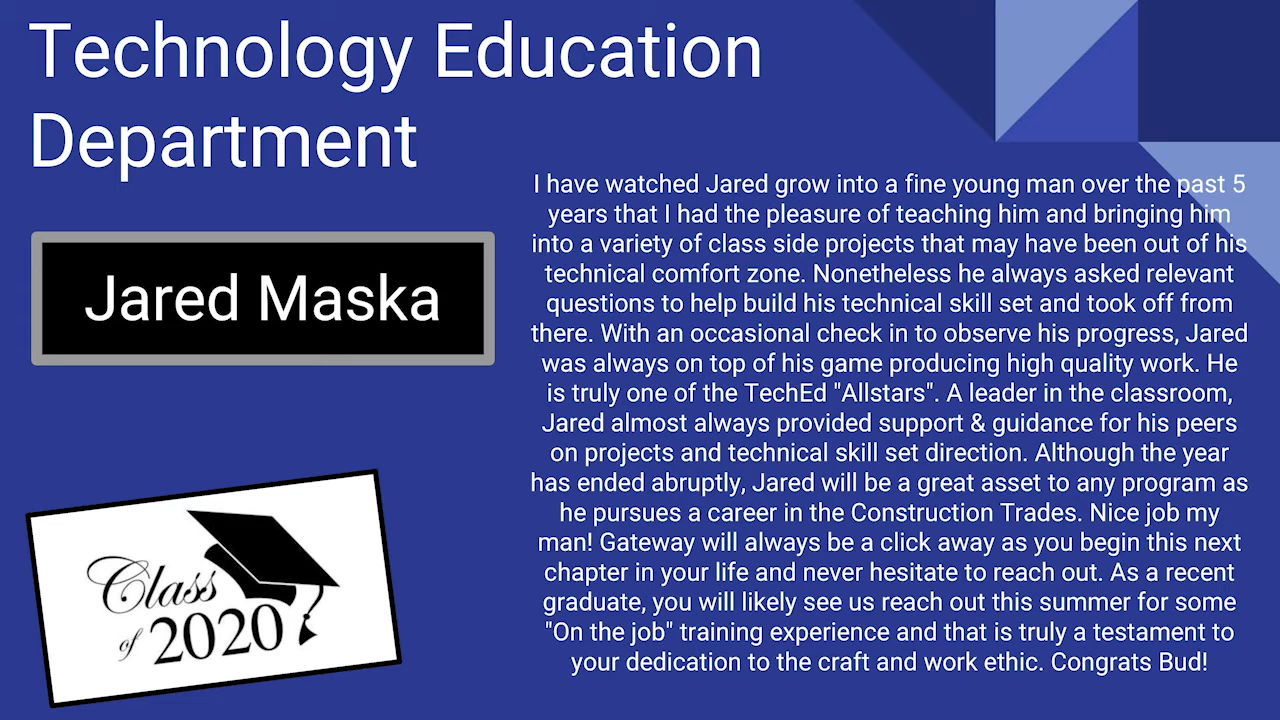 Technology Education
Department
Jared Maska
I have watched Jared grow into a fine young man over the past 5
years that I had the pleasure of teaching him and bringing him
into a variety of class side projects that may have been out of his
technical comfort zone. Nonetheless he always asked relevant
questions to help build his technical skill set and took off from
there. With an occasional check in to observe his progress, Jared
was always on top of his game producing high quality work. He
is truly one of the TechEd "Allstars". A leader in the classroom,
Jared almost always provided support & guidance for his peers
on projects and technical skill set direction. Although the year
has ended abruptly, Jared will be a great asset to any program as
he pursues a career in the Construction Trades. Nice job my
man! Gateway will always be a click away as you begin this next
chapter in your life and never hesitate to reach out. As a recent
graduate, you will likely see us reach out this summer for some
"On the job" training experience and that is truly a testament to
your dedication to the craft and work ethic. Congrats Bud!
Class
of 2020